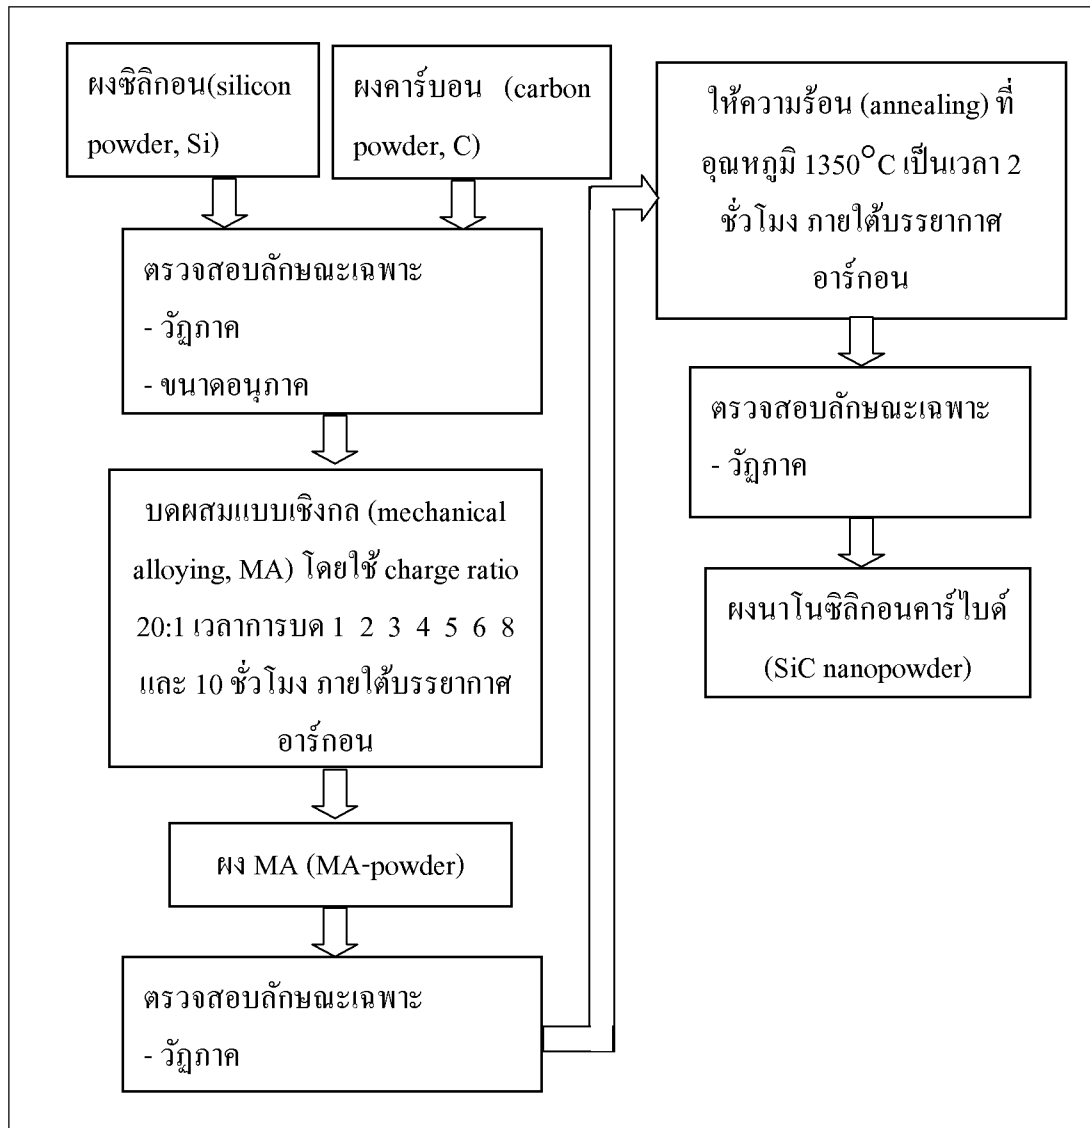 ผงซิลิกอน(silicon
powder, Si)
ผงคาร์บอน (carbon
powder, C)
ตรวจสอบลักษณะเฉพาะ
- วัฏภาค
- ขนาดอนุภาค
บดผสมแบบเชิงกล (mechanical
alloying, MA) โดยใช้ charge ratio
20:1 เวลาการบด 1 2 3 4 5 6 8
และ 10 ชั่วโมง ภายใต้บรรยากาศ
อาร์กอน
ผง MA (MA-powder)
ตรวจสอบลักษณะเฉพาะ
- วัฏภาค
ให้ความร้อน (annealing) ที่
อุณหภูมิ 1350°C เป็นเวลา 2
ชั่วโมง ภายใต้บรรยากาศ
อาร์กอน
ตรวจสอบลักษณะเฉพาะ
- วัฏภาค
ผงนาโนซิลิกอนคาร์ไบด์
(SiC nanopowder)